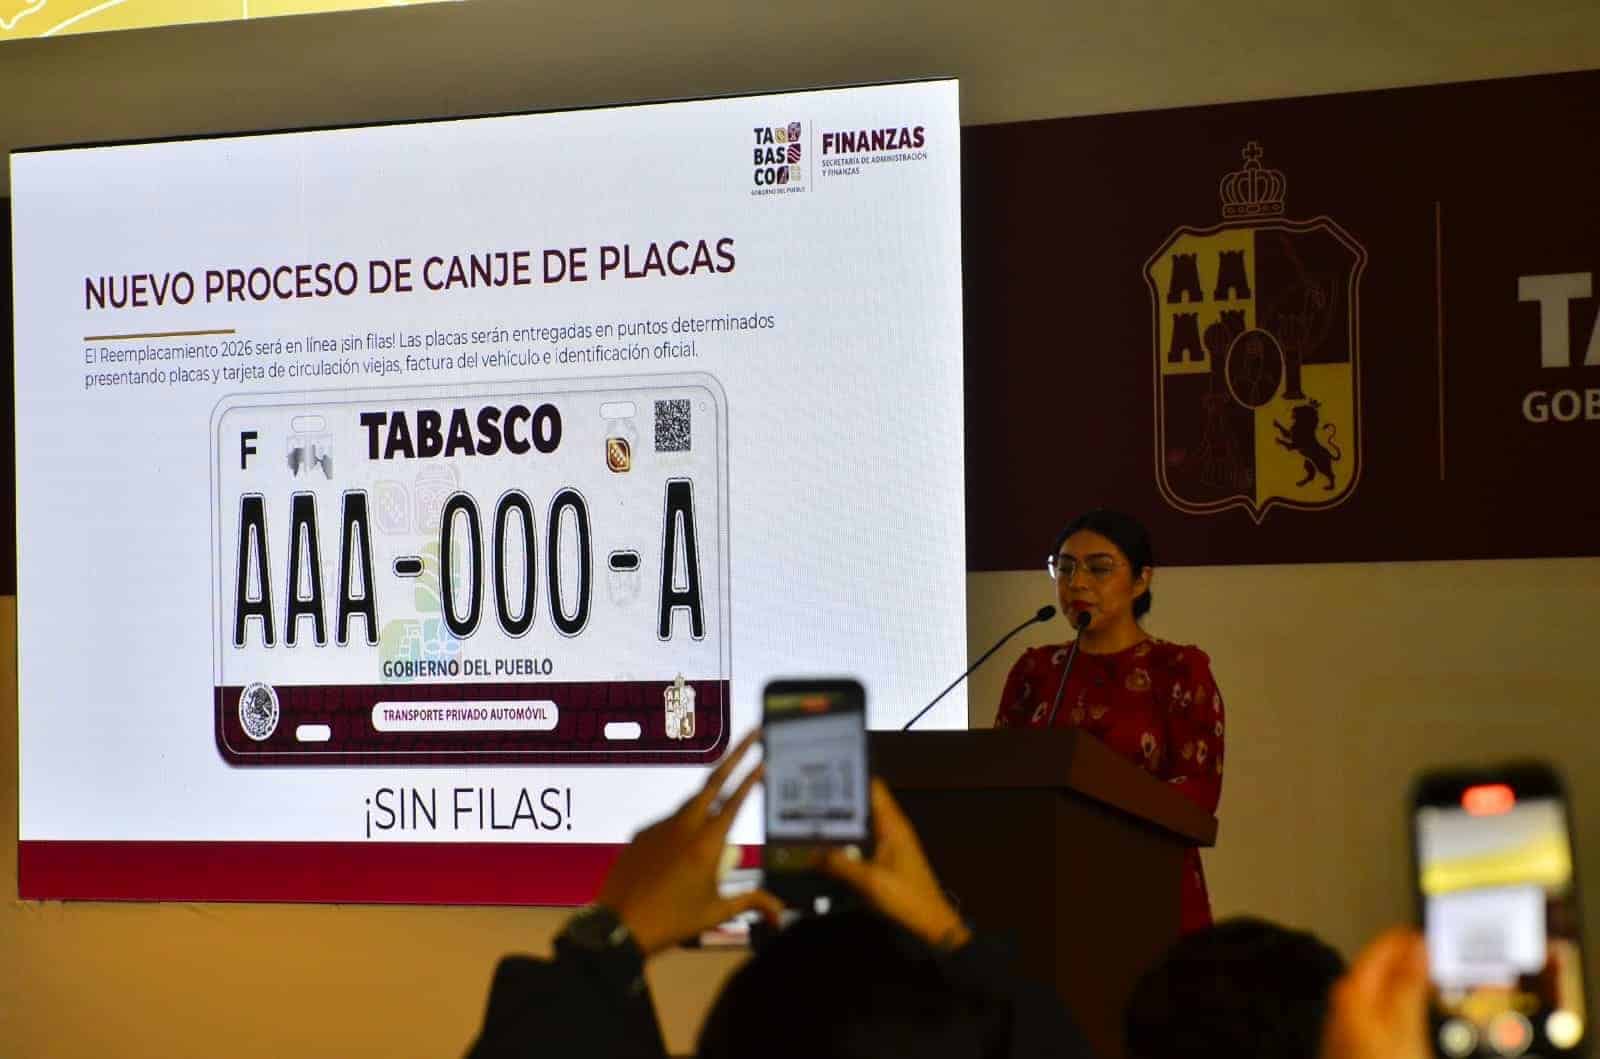 TA
BAS
CO
GOBIERNO DEL PUEBLO
FINANZAS
SECRETARÍA DE ADMINISTRACIÓN
Y FINANZAS
NUEVO PROCESO DE CANJE DE PLACAS
El Reemplacamiento 2026 será en línea ¡sin filas! Las placas serán entregadas en puntos determinados
presentando placas y tarjeta de circulación viejas, factura del vehículo e identificación oficial.
F TABASCO
AAA-000-A
GOBIERNO DEL PUEBLO
TRANSPORTE PRIVADO AUTOMÓVIL
¡SIN FILAS!
TA
GOB